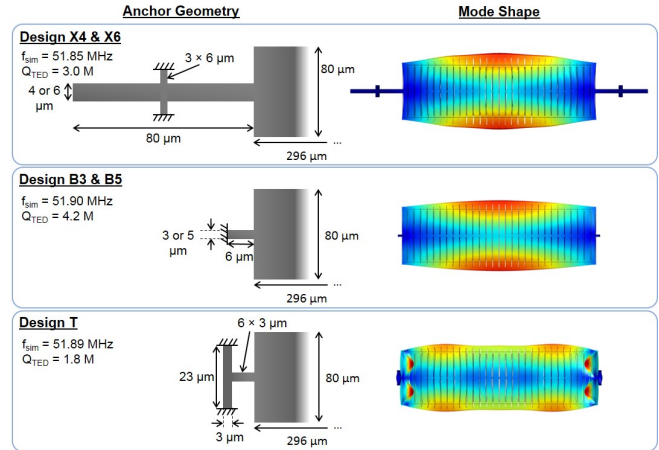 Anchor Geometry
Mode Shape
Design X4 & X6
fsim = 51.85 MHz
QTED = 3.0 M
3 × 6 µm
4 or 6
µm
80 µm
80 µm
296 µm
...
Design B3 & B5
fsim = 51.90 MHz
QTED = 4.2 M
3 or 5
µm
6 µm
80 µm
296 µm
...
Design T
fsim = 51.89 MHz
QTED = 1.8 M
6 × 3 µm
23 µm
80 µm
3 µm
296 µm
...